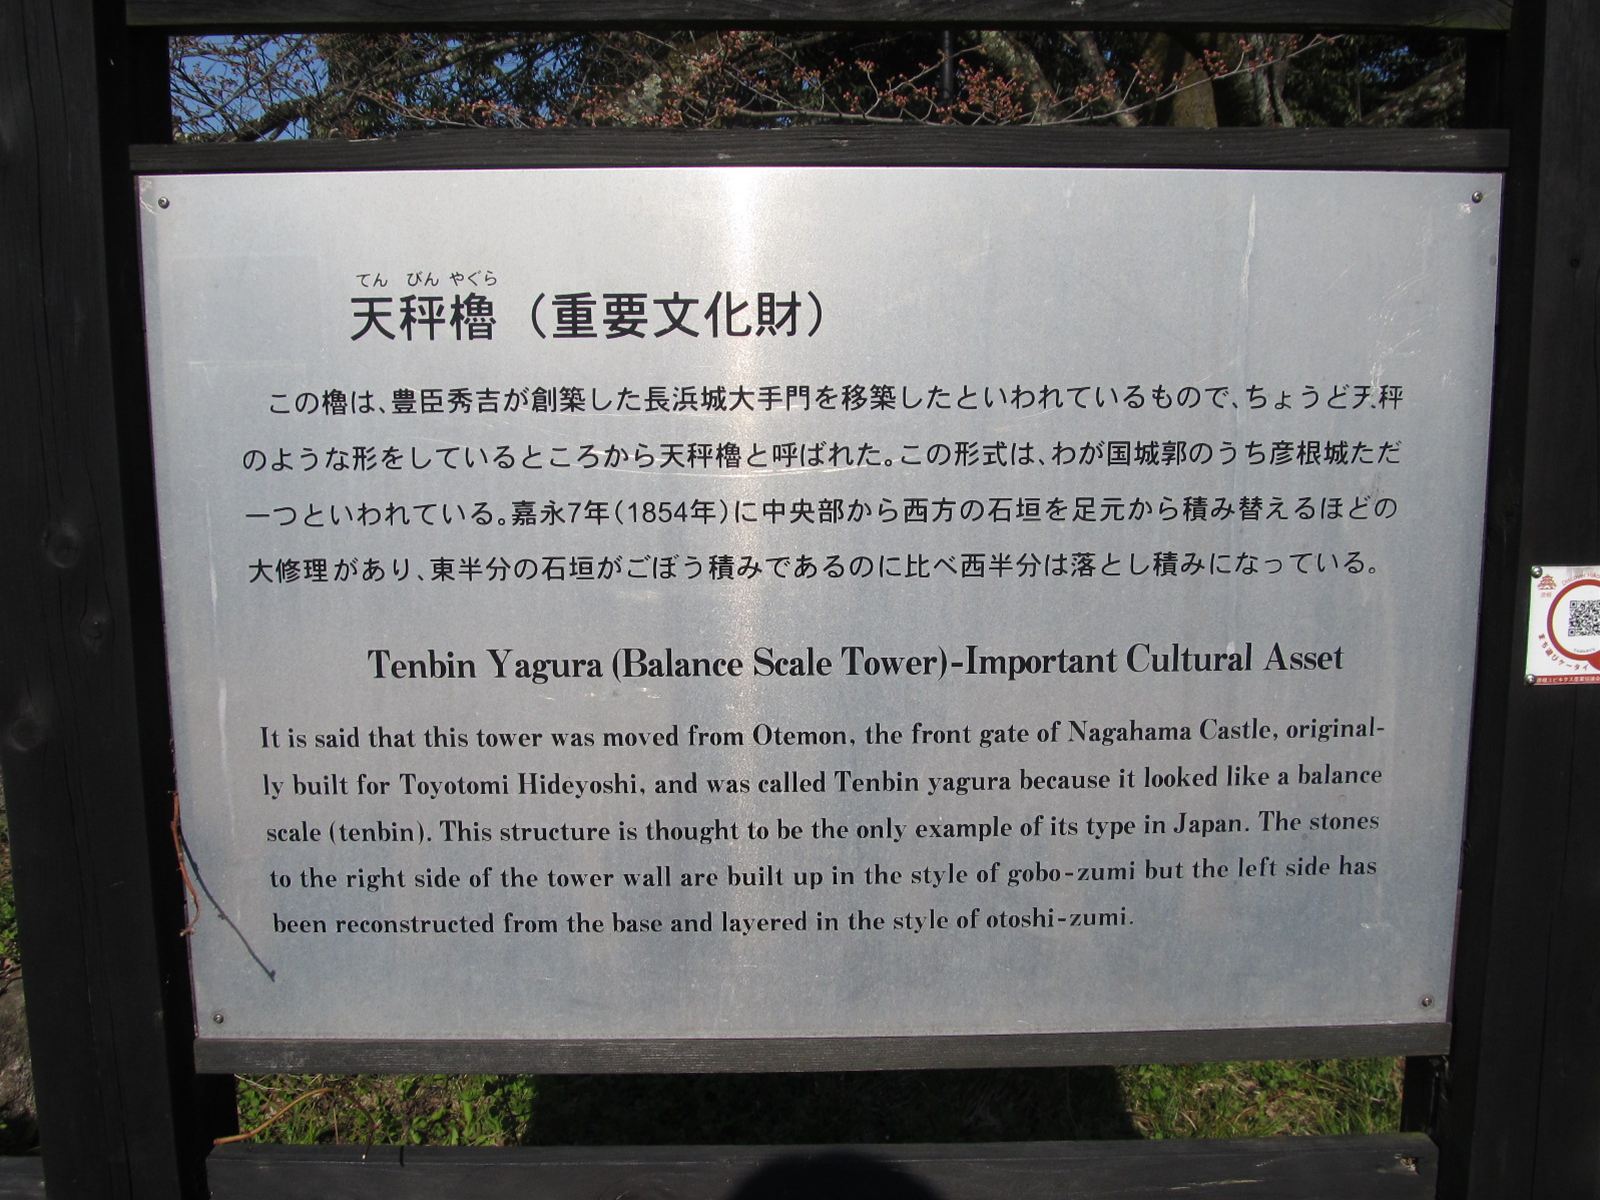 てん びん やぐら
天秤櫓（重要文化財）
この櫓は、豊臣秀吉が創築した長浜城大手門を移築したといわれているもので、ちょうど天秤
のような形をしているところから天秤櫓と呼ばれた。この形式は、わが国城郭のうち彦根城ただ
一つといわれている。嘉永7年（1854年）に中央部から西方の石垣を足元から積み替えるほどの
大修理があり、東半分の石垣がごぼう積みであるのに比べ西半分は落とし積みになっている。
Tenbin Yagura (Balance Scale Tower)-Important Cultural Asset
It is said that this tower was moved from Otemon, the front gate of Nagahama Castle, original-
ly built for Toyotomi Hideyoshi, and was called Tenbin yagura because it looked like a balance
scale (tenbin). This structure is thought to be the only example of its type in Japan. The stones
to the right side of the tower wall are built up in the style of gobo-zumi but the left side has
been reconstructed from the base and layered in the style of otoshi-zumi.
まち遊びケータイ